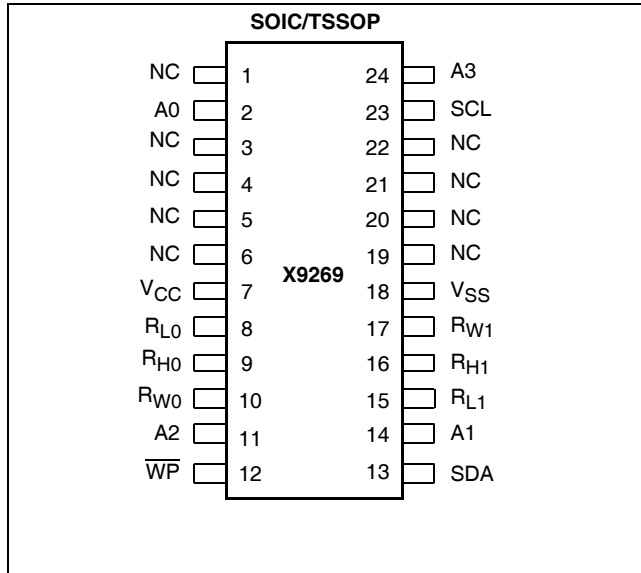 SOIC/TSSOP
NC 1 24 A3
A0 2 23 SCL
NC 3 22 NC
NC 4 21 NC
NC 5 20 NC
NC 6 19 NC
X9269
VCC 7 18 VSS
RL0 8 17 RW1
RH0 9 16 RH1
RW0 10 15 RL1
A2 11 14 A1
WP 12 13 SDA